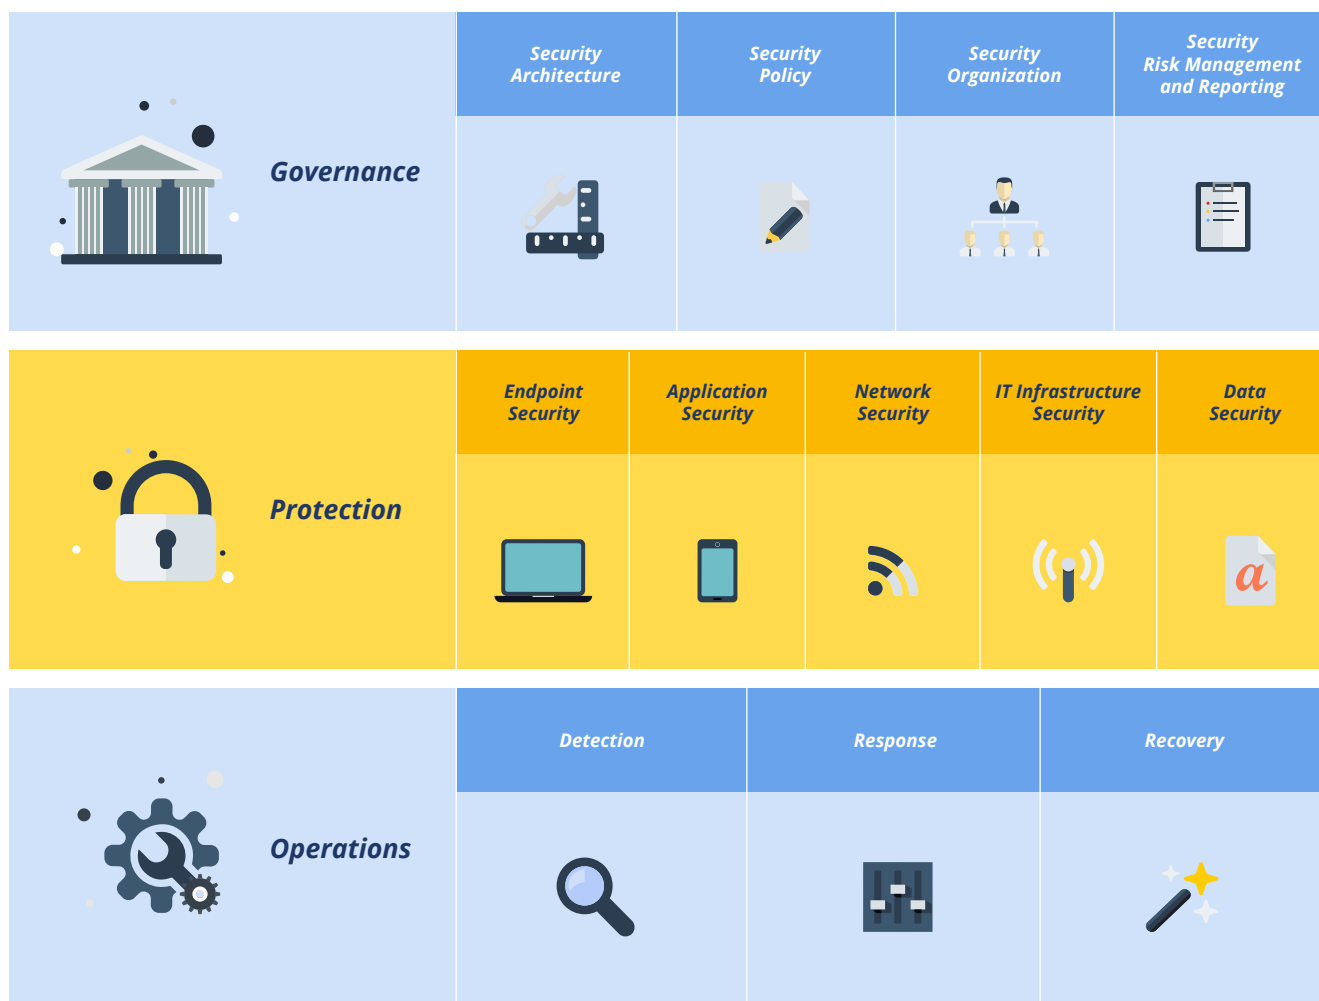 Governance
Security
Architecture
Security
Policy
Security
Organization
Security
Risk Management
and Reporting
Protection
Endpoint
Security
Application
Security
Network
Security
IT Infrastructure
Security
Data
Security
a
Operations
Detection
Response
Recovery